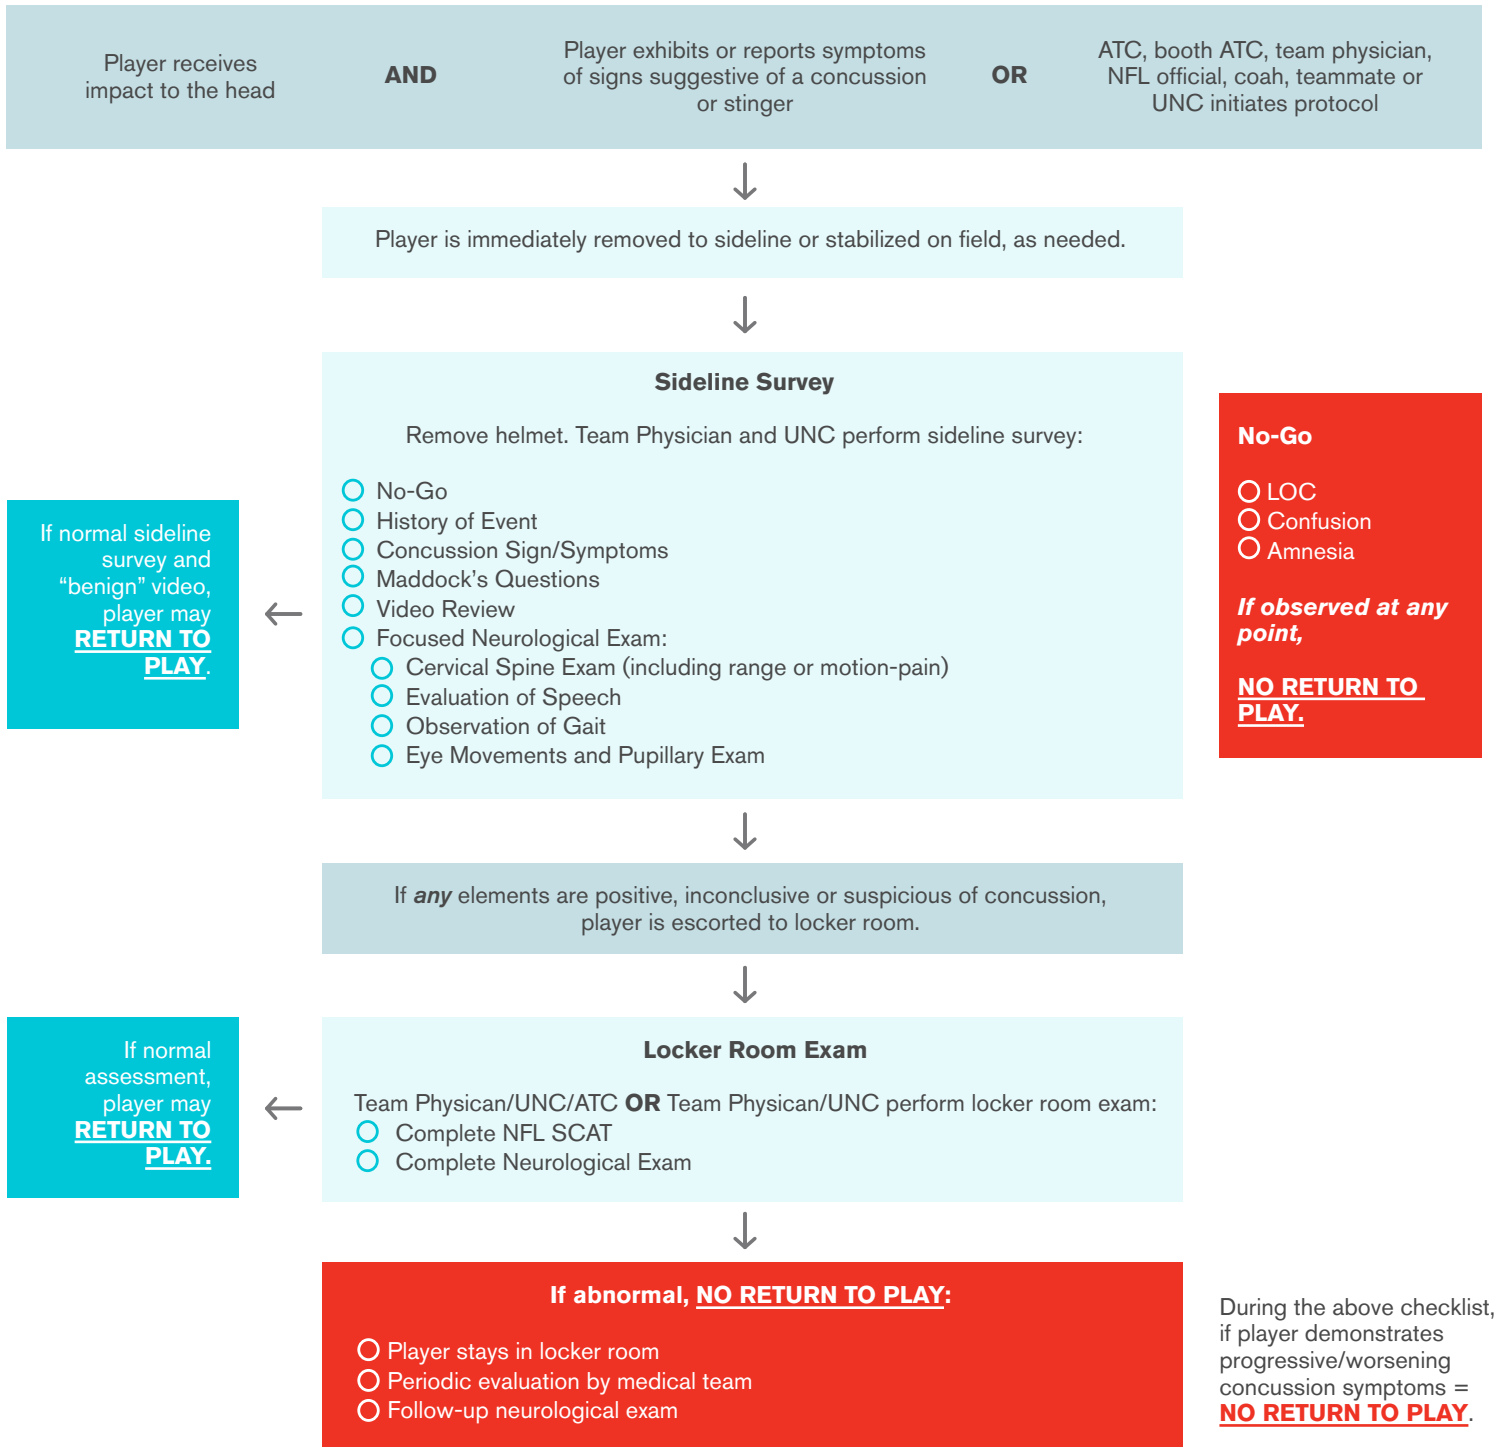 Player receives
impact to the head
AND
Player exhibits or reports symptoms
of signs suggestive of a concussion
or stinger
OR
ATC, booth ATC, team physician,
NFL official, coah, teammate or
UNC initiates protocol
Player is immediately removed to sideline or stabilized on field, as needed.
Sideline Survey
Remove helmet. Team Physician and UNC perform sideline survey:
No-Go
History of Event
Concussion Sign/Symptoms
Maddock's Questions
Video Review
Focused Neurological Exam:
Cervical Spine Exam (including range or motion-pain)
Evaluation of Speech
Observation of Gait
Eye Movements and Pupillary Exam
If normal sideline
survey and
“benign” video,
player may
RETURN TO
PLAY.
No-Go
LOC
Confusion
Amnesia
If observed at any
point,
NO RETURN TO
PLAY.
If any elements are positive, inconclusive or suspicious of concussion,
player is escorted to locker room.
If normal
assessment,
player may
RETURN TO
PLAY.
Locker Room Exam
Team Physican/UNC/ATC OR Team Physican/UNC perform locker room exam:
Complete NFL SCAT
Complete Neurological Exam
If abnormal, NO RETURN TO PLAY:
Player stays in locker room
Periodic evaluation by medical team
Follow-up neurological exam
During the above checklist,
if player demonstrates
progressive/worsening
concussion symptoms =
NO RETURN TO PLAY.